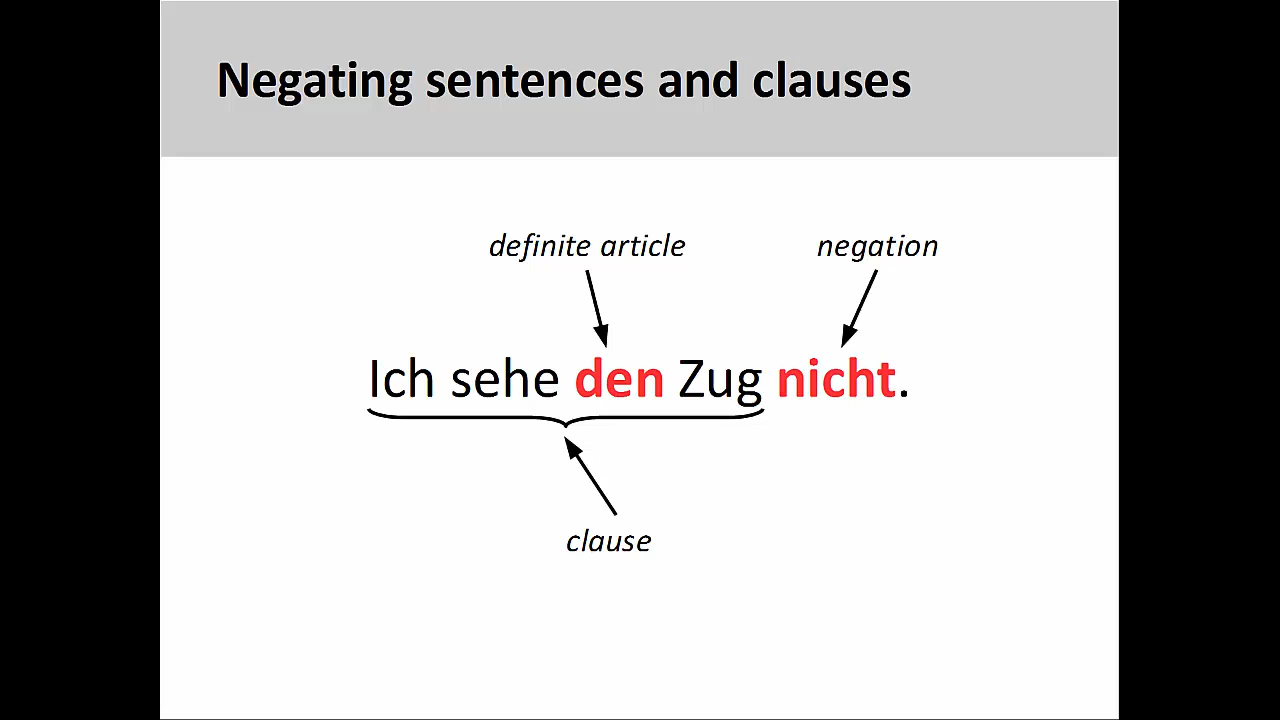 Negating sentences and clauses
definite article
negation
Ich sehe den Zug nicht.
clause